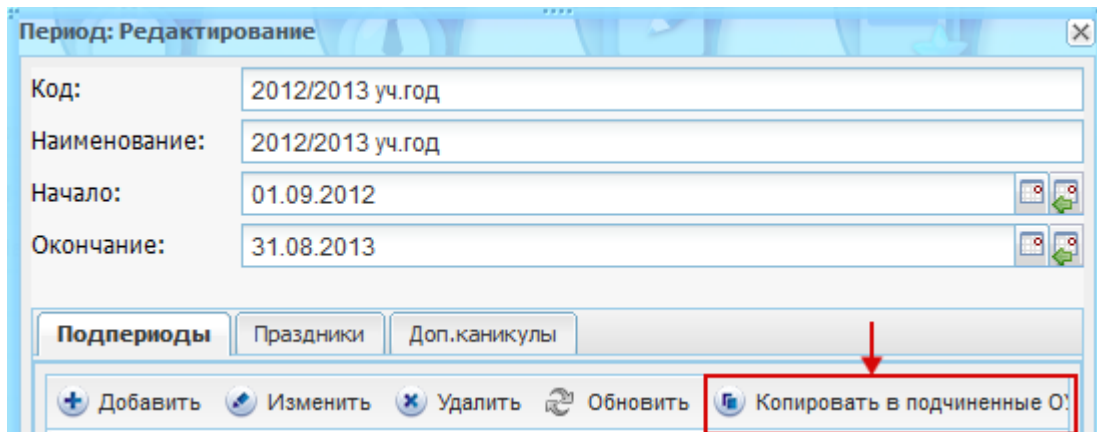 Период: Редактирование
Код: 2012/2013 уч.год
Наименование: 2012/2013 уч.год
Начало: 01.09.2012
Окончание: 31.08.2013
Подпериоды Праздники Доп.каникулы
Добавить Изменить Удалить Обновить Копировать в подчиненные ОУ